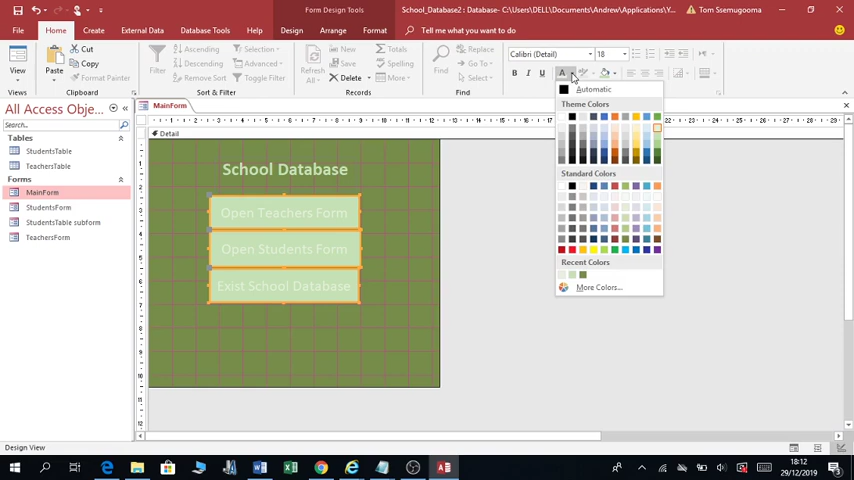 Form Design Tools
School_Database2 : Database- C:\Users\DELL\Documents\Andrew\Applications\Y...
Tom Ssemugooma
File
Home
Create
External Data
Database Tools
Help
Design
Arrange
Format
Tell me what you want to do
View
Paste
Cut
Copy
Format Painter
Filter
Ascending
Descending
Remove Sort
Selection
Advanced
Toggle Filter
Refresh
All
New
Save
Delete
Totals
Spelling
More
Find
Replace
Go To
Select
Calibri (Detail)
18
B I U
A
Views
Clipboard
Sort & Filter
Records
Find
All Access Obje...
Search...
Tables
StudentsTable
TeachersTable
Forms
MainForm
StudentsForm
StudentsTable subform
TeachersForm
MainForm
Detail
School Database
Open Teachers Form
Open Students Form
Exist School Database
Automatic
Theme Colors
Standard Colors
Recent Colors
More Colors...
Design View
18:12
29/12/2019